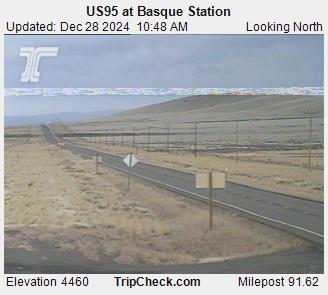 US95 at Basque Station
Updated: Dec 28 2024 10:48 AM Looking North
Elevation 4460 TripCheck.com Milepost 91.62